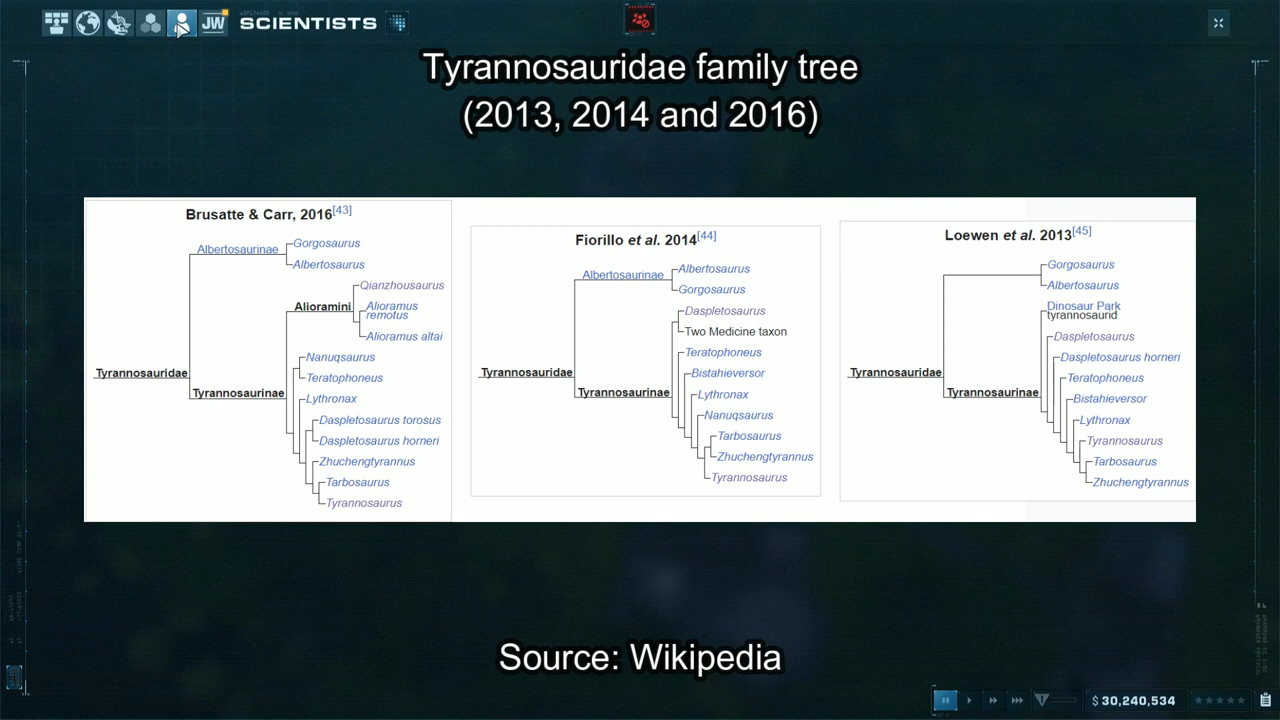 JW SCIENTISTS
Tyrannosauridae family tree
(2013, 2014 and 2016)
Brusatte & Carr, 2016[43]
Albertosaurinae
Gorgosaurus
Albertosaurus
Qianzhousaurus
Alioramini
Alioramus
remotus
Alioramus altai
Nanuqsaurus
Teratophoneus
Tyrannosauridae
Tyrannosaurinae
Lythronax
Daspletosaurus torosus
Daspletosaurus horneri
Zhuchengtyrannus
Tarbosaurus
Tyrannosaurus
Fiorillo et al. 2014[44]
Albertosaurinae
Albertosaurus
Gorgosaurus
Daspletosaurus
Two Medicine taxon
Teratophoneus
Tyrannosauridae
Bistahieversor
Tyrannosaurinae
Lythronax
Nanuqsaurus
Tarbosaurus
Zhuchengtyrannus
Tyrannosaurus
Loewen et al. 2013[45]
Gorgosaurus
Albertosaurus
Dinosaur Park
tyrannosaurid
Daspletosaurus
Daspletosaurus horneri
Tyrannosauridae
Teratophoneus
Tyrannosaurinae
Bistahieversor
Lythronax
Tyrannosaurus
Tarbosaurus
Zhuchengtyrannus
Source: Wikipedia
$ 30,240,534